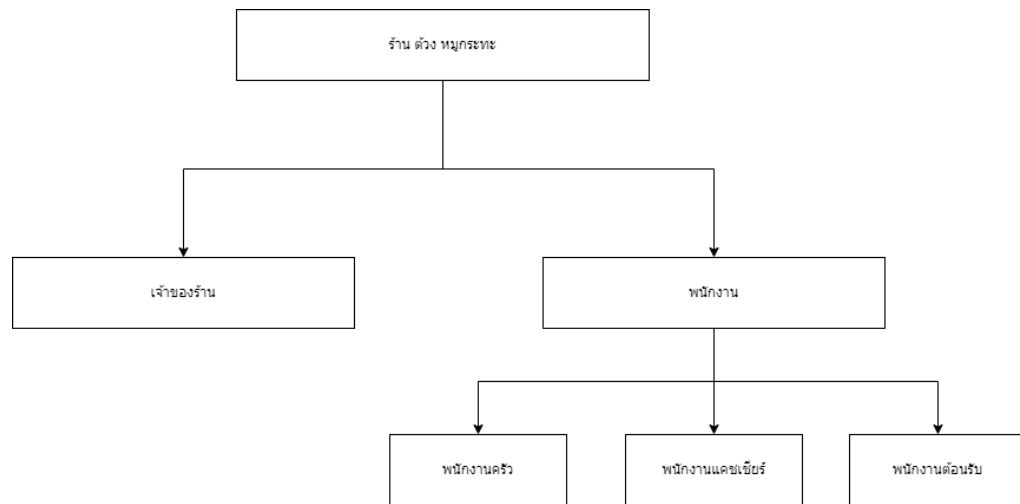 ร้าน ต้วง หมูกระทะ
เจ้าของร้าน
พนักงาน
พนักงานครัว
พนักงานแคชเชียร์
พนักงานต้อนรับ